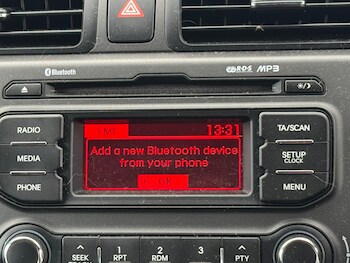 Bluetooth
R·D·S MP3
RADIO
13:31
TA/SCAN
Add a new Bluetooth device
from your phone
MEDIA
SETUP
CLOCK
PHONE
MENU
SEEK
1 RPT
2 RDM
3
4 PTY